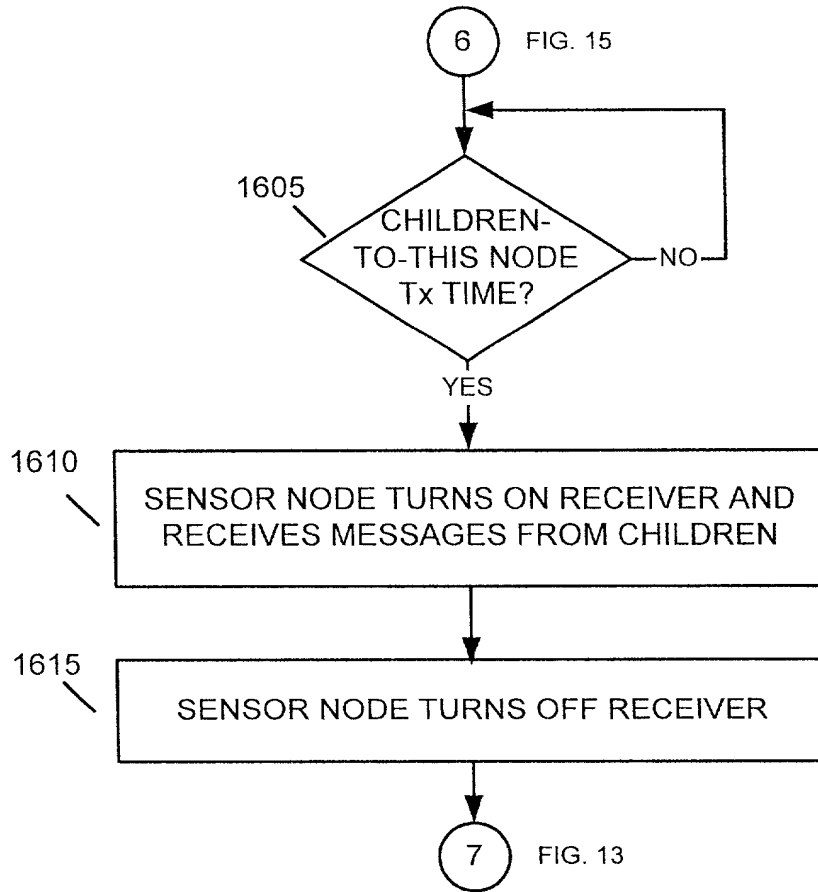 6 FIG. 15
1605
CHILDREN-
TO-THIS NODE
Tx TIME?
NO
YES
1610
SENSOR NODE TURNS ON RECEIVER AND
RECEIVES MESSAGES FROM CHILDREN
1615
SENSOR NODE TURNS OFF RECEIVER
7 FIG. 13